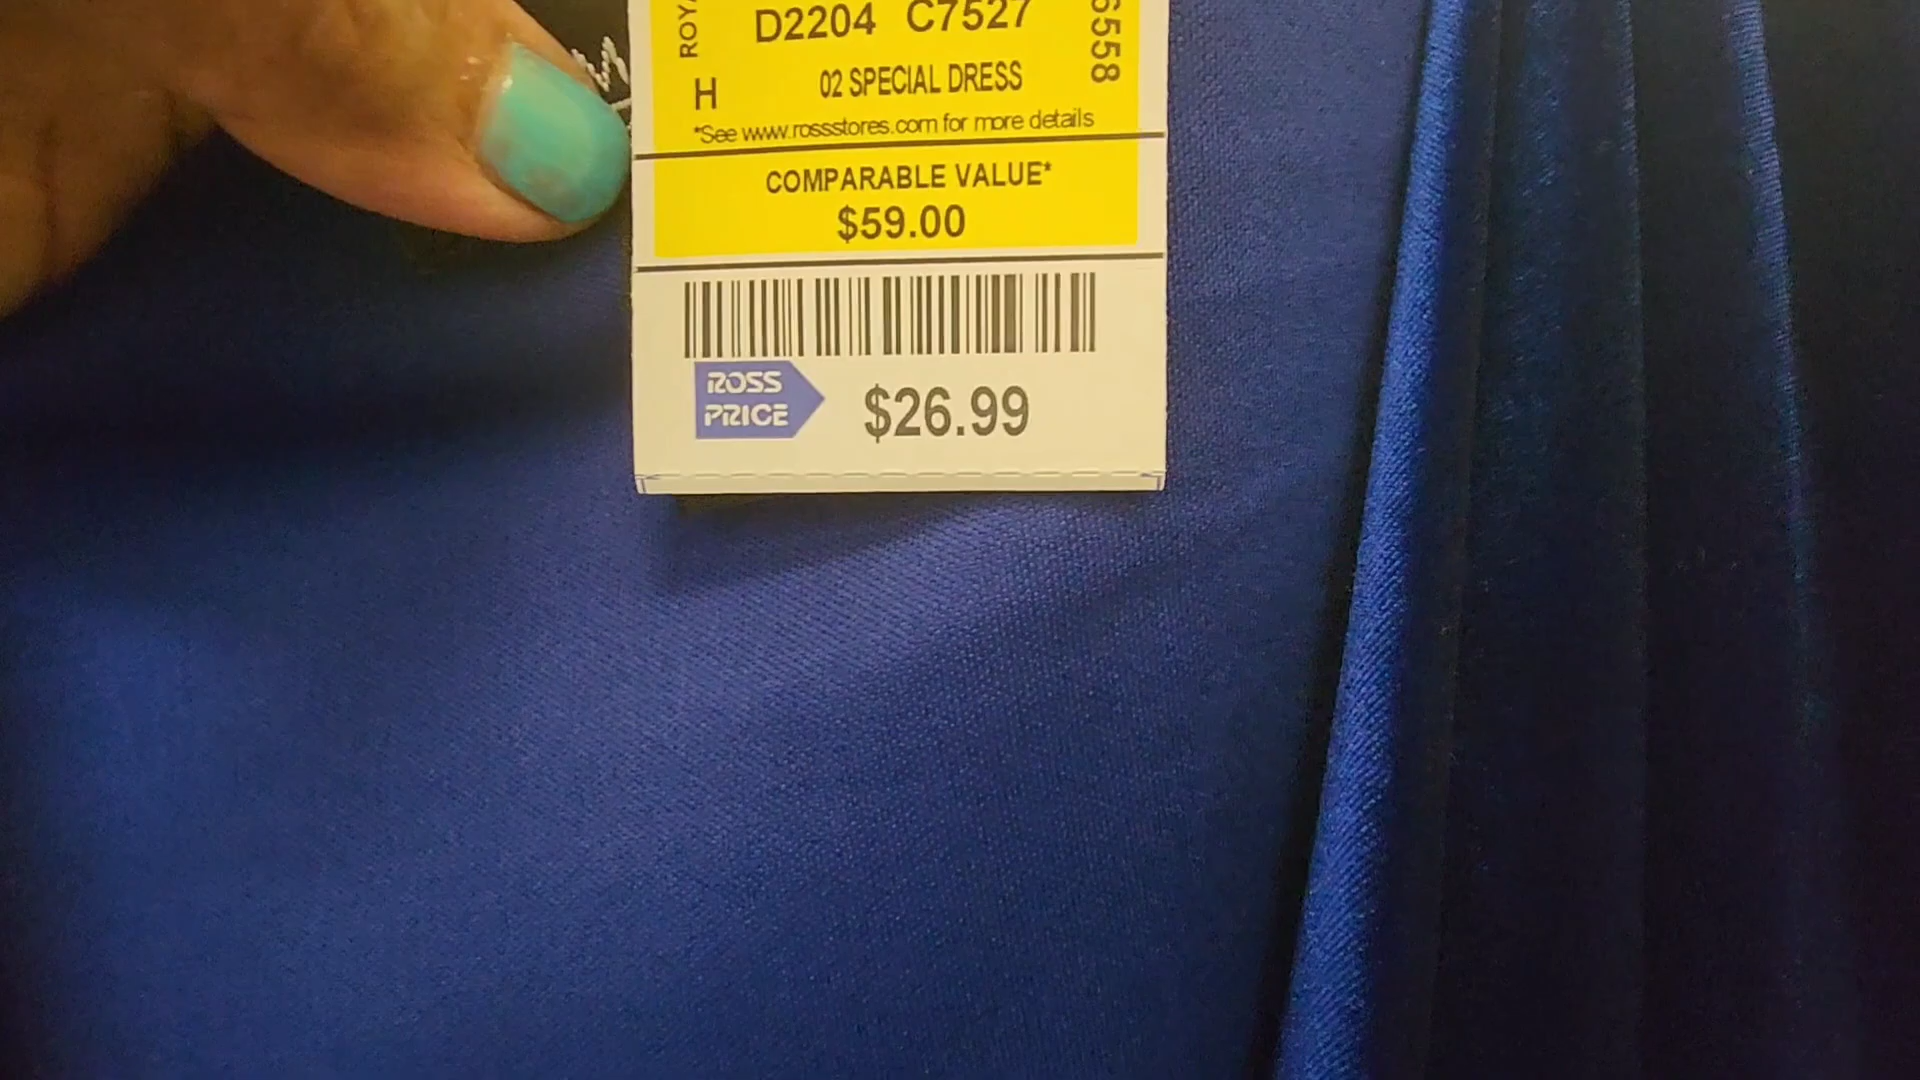 D2204 C7527
6558
H
02 SPECIAL DRESS
*See www.rossstores.com for more details
COMPARABLE VALUE*
$59.00
ROSS
PRICE
$26.99